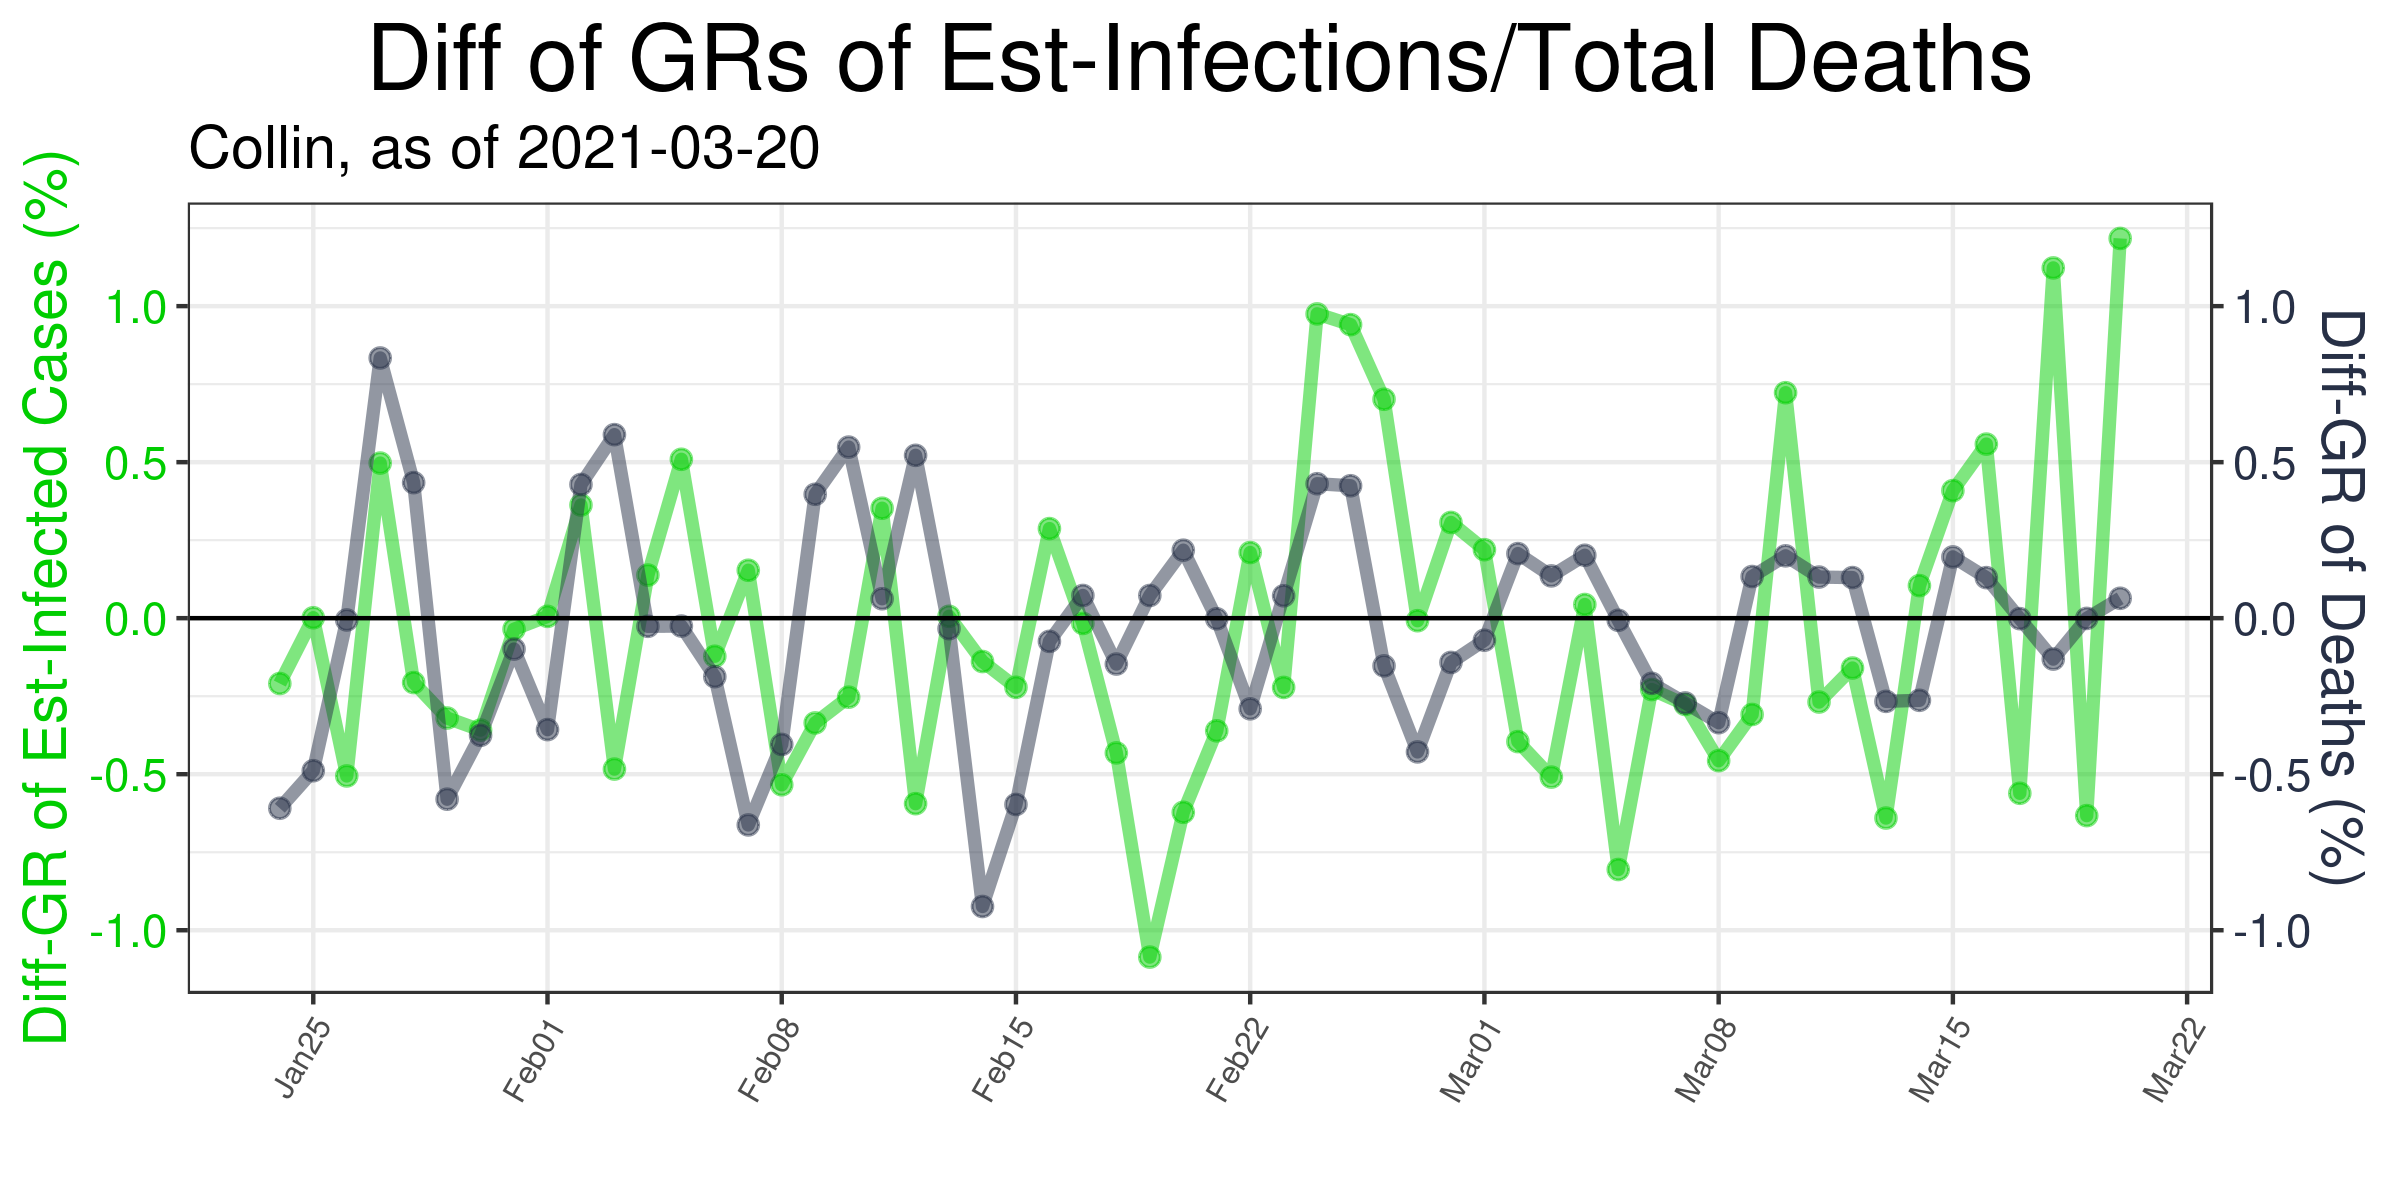 Diff of GRs of Est-Infections/Total Deaths
Collin, as of 2021-03-20
Diff-GR of Est-Infected Cases (%)
1.0
0.5
0.0
-0.5
-1.0
1.0
0.5
0.0
-0.5
-1.0
Diff-GR of Deaths (%)
Jan25
Feb01
Feb08
Feb15
Feb22
Mar01
Mar08
Mar15
Mar22